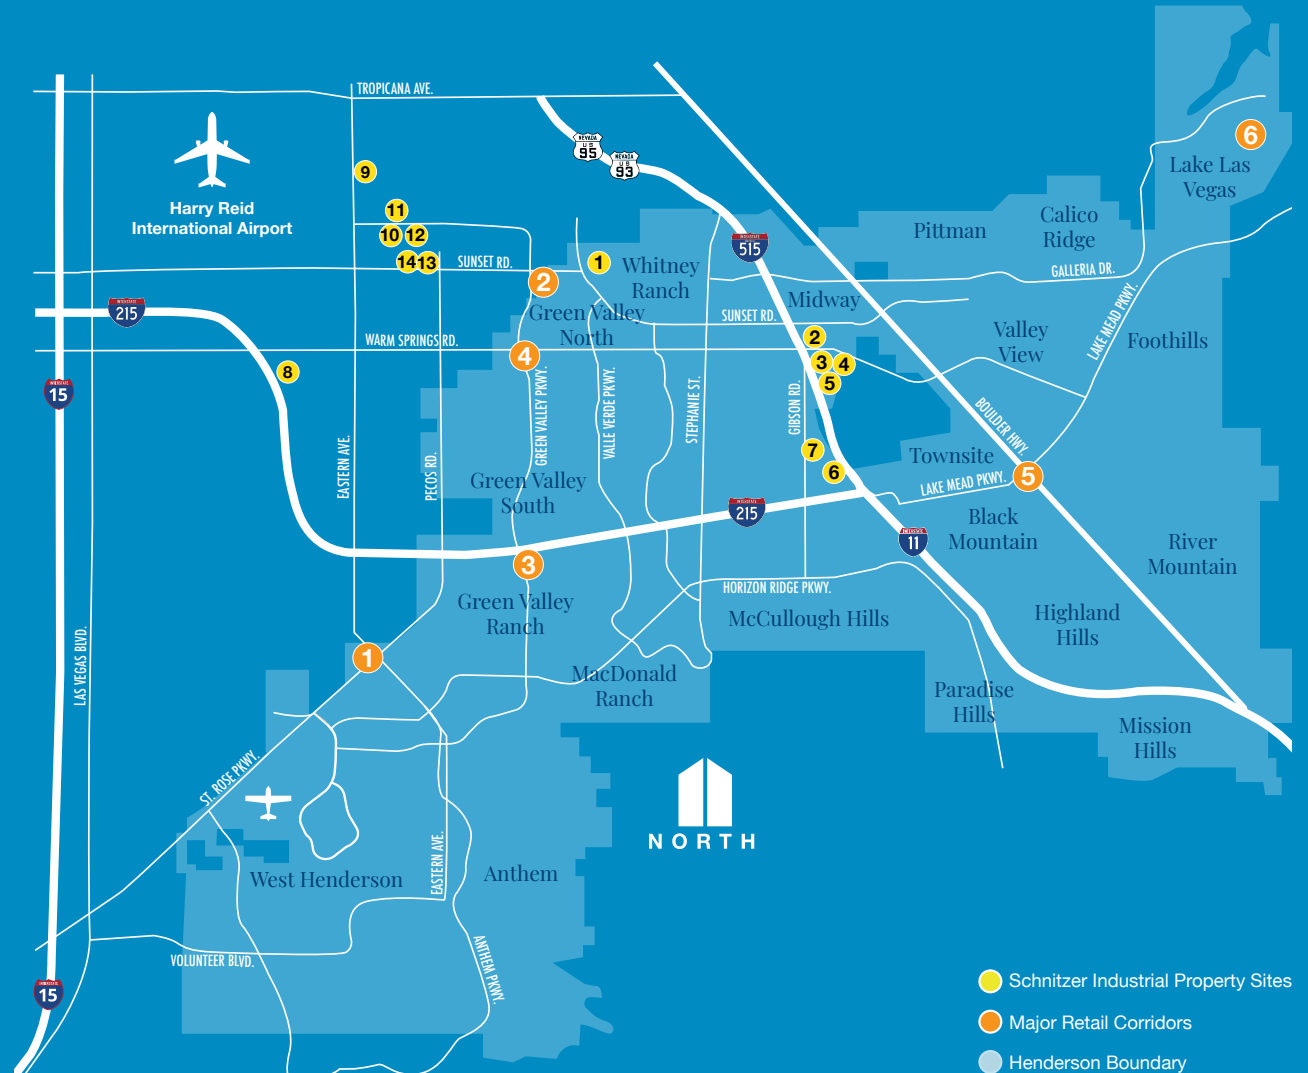 TROPICANA AVE.
NEVADA
U S
95
NEVADA
U S
93
6
Lake Las
Vegas
9
Harry Reid
International Airport
11
10
12
14
13
SUNSET RD.
1
2
Whitney
Ranch
INTERSTATE
515
Pittman
Calico
Ridge
GALLERIA DR.
Midway
Green Valley
North
SUNSET RD.
INTERSTATE
215
WARM SPRINGS RD.
4
2
3
4
5
Valley
View
LAKE MEAD PKWY.
Foothills
8
INTERSTATE
15
EASTERN AVE.
PECOS RD.
GREEN VALLEY PKWY.
VALLE VERDE PKWY.
STEPHANIE ST.
GIBSON RD.
BOULDER HWY.
7
6
Townsite
LAKE MEAD PKWY.
5
Green Valley
South
INTERSTATE
215
Black
Mountain
INTERSTATE
11
River
Mountain
3
HORIZON RIDGE PKWY.
Green Valley
Ranch
McCullough Hills
Highland
Hills
LAS VEGAS BLVD.
1
MacDonald
Ranch
Paradise
Hills
Mission
Hills
ST. ROSE PKWY.
NORTH
EASTERN AVE.
West Henderson
Anthem
VOLUNTEER BLVD.
ANTHEM PKWY.
INTERSTATE
15
Schnitzer Industrial Property Sites
Major Retail Corridors
Henderson Boundary